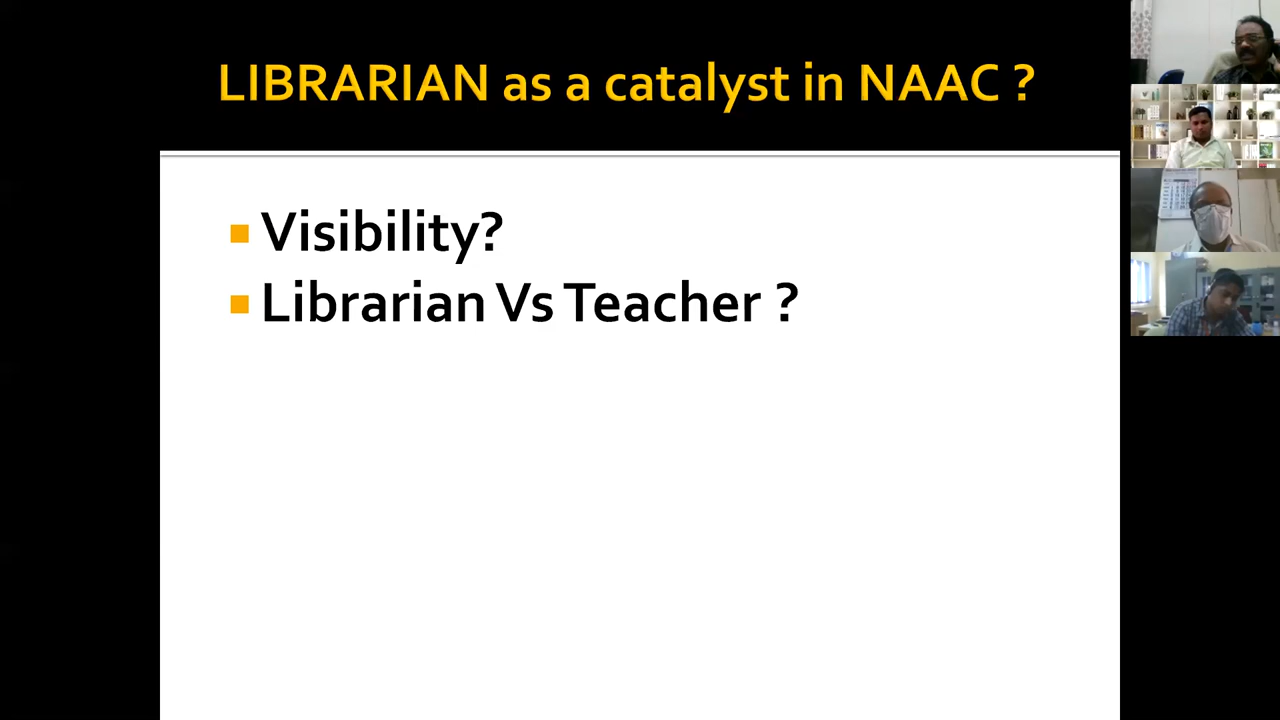 LIBRARIAN as a catalyst in NAAC ?
Visibility?
Librarian Vs Teacher ?